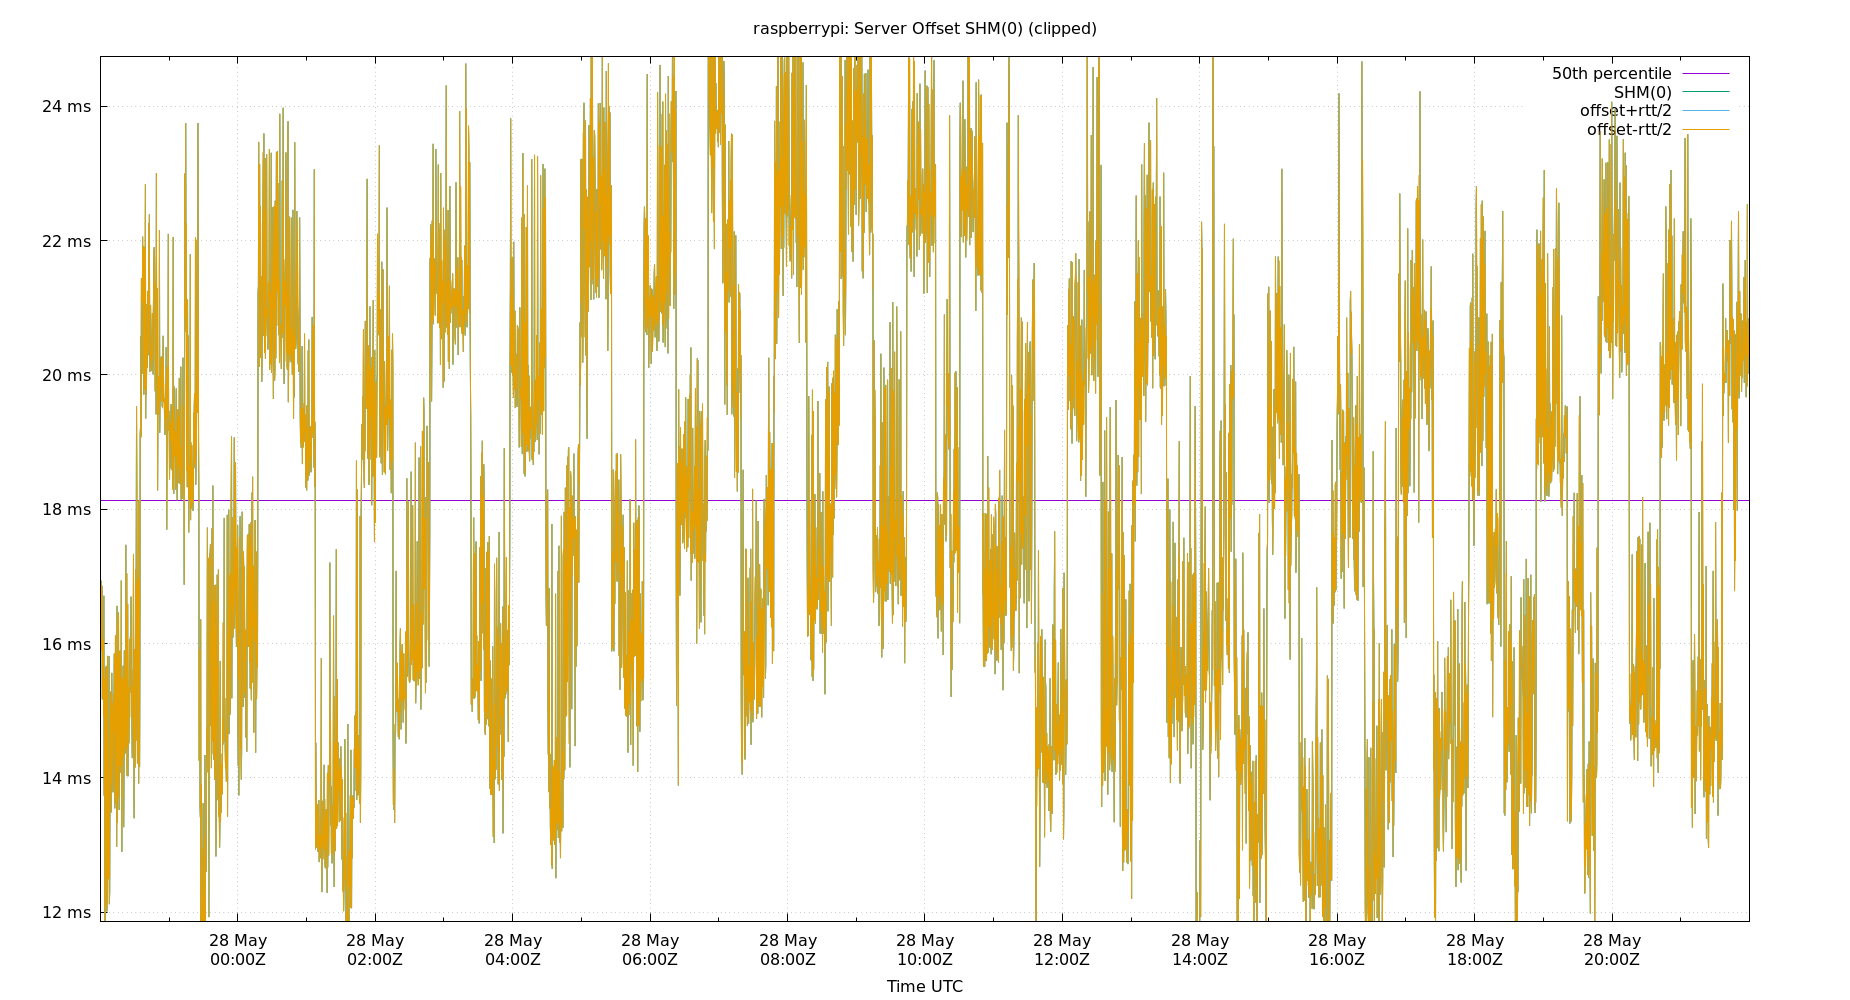 raspberrypi: Server Offset SHM(0) (clipped)
50th percentile
SHM(0)
offset+rtt/2
offset-rtt/2
24 ms
22 ms
20 ms
18 ms
16 ms
14 ms
12 ms
28 May 28 May 28 May 28 May 28 May 28 May 28 May 28 May 28 May 28 May 28 May
00:00Z 02:00Z 04:00Z 06:00Z 08:00Z 10:00Z 12:00Z 14:00Z 16:00Z 18:00Z 20:00Z
Time UTC